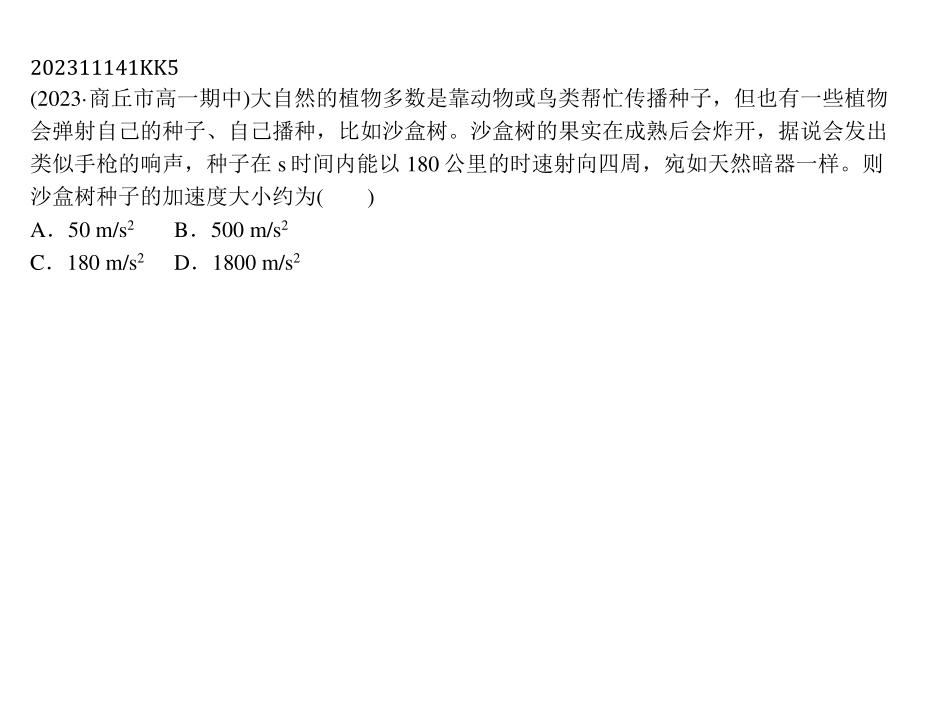 202311141KK5
(2023·商丘市高一期中)大自然的植物多数是靠动物或鸟类帮忙传播种子，但也有一些植物
会弹射自己的种子、自己播种，比如沙盒树。沙盒树的果实在成熟后会炸开，据说会发出
类似手枪的响声，种子在 s 时间内能以 180 公里的时速射向四周，宛如天然暗器一样。则
沙盒树种子的加速度大小约为(　　)
A．50 m/s²　　B．500 m/s²
C．180 m/s²　 D．1800 m/s²